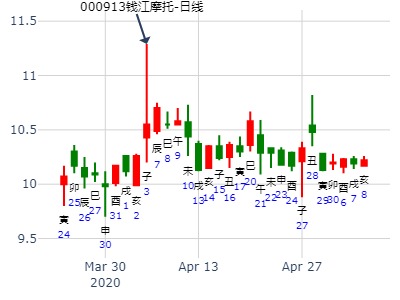 000913钱江摩托-日线
11.5
11
10.5
10
9.5
寅
24
卯
25
辰
26
巳
27
申
30
酉
31
戌
1
亥
2
子
3
辰
7
巳
8
午
9
未
10
戌
13
亥
14
子
15
丑
16
寅
17
巳
20
午
21
未
22
申
23
酉
24
子
27
丑
28
寅
29
卯
30
酉
6
戌
7
亥
8
Mar 30
2020
Apr 13
Apr 27